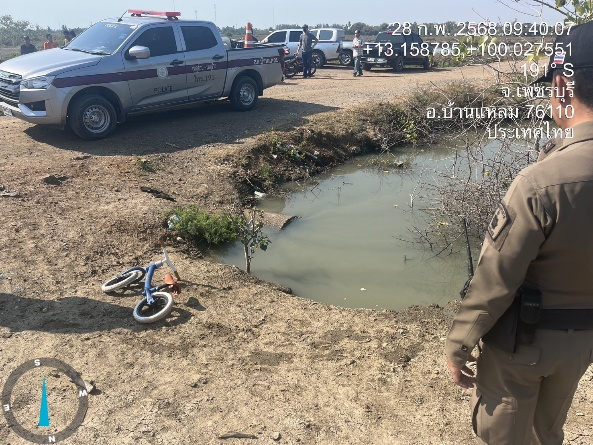 28 ก.พ. 2568 09:40:07
+13.158785,+100.027551
191° S
จ.เพชรบุรี
อ.บ้านแหลม 76110
ประเทศไทย
S
E
W
N